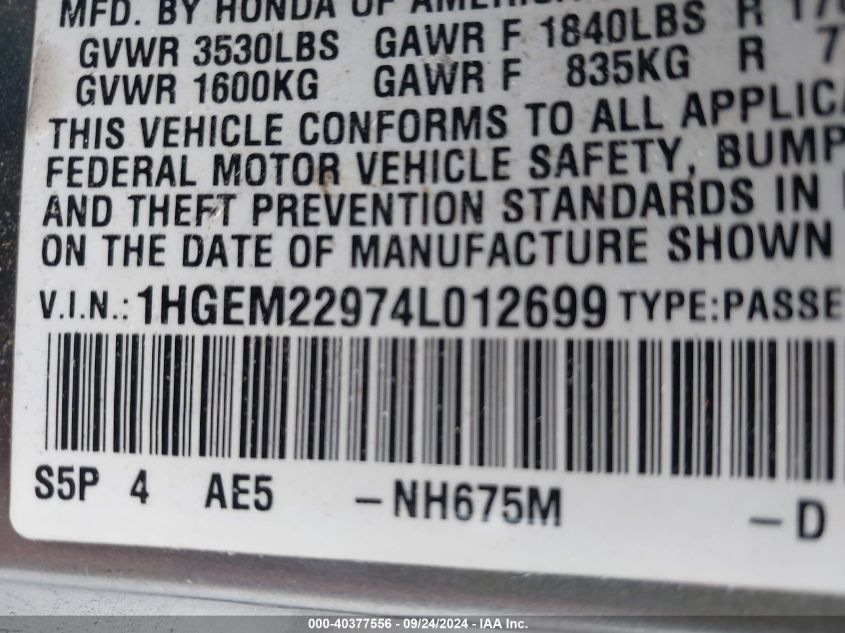 MFD. BY HONDA OF AMERICA
GVWR 3530LBS GAWR F 1840LBS R
GVWR 1600KG GAWR F 835KG R
THIS VEHICLE CONFORMS TO ALL APPLICA
FEDERAL MOTOR VEHICLE SAFETY, BUMP
AND THEFT PREVENTION STANDARDS IN
ON THE DATE OF MANUFACTURE SHOWN
V.I.N.: 1HGEM22974L012699 TYPE:PASSE
S5P 4 AE5 -NH675M -D
000-40377556 - 09/24/2024 - IAA Inc.